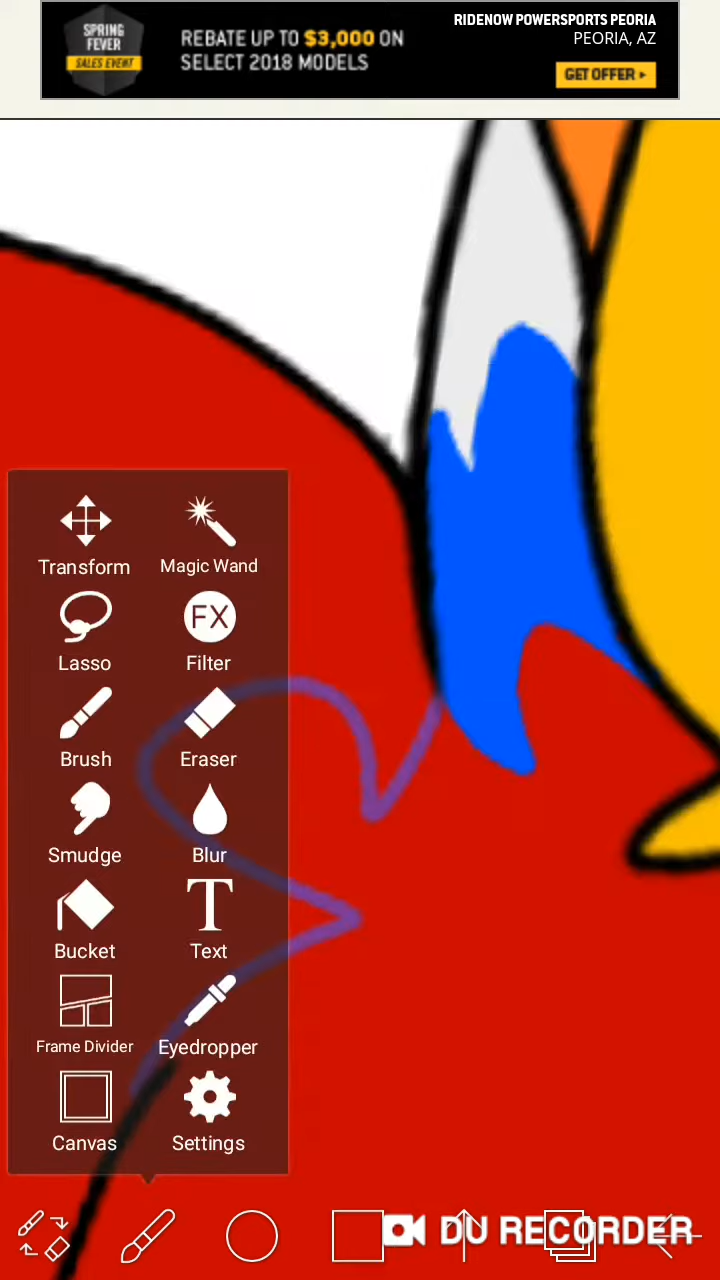 SPRING
FEVER
SALES EVENT
REBATE UP TO $3,000 ON
SELECT 2018 MODELS
RIDENOW POWERSPORTS PEORIA
PEORIA, AZ
GET OFFER
Transform
Magic Wand
Lasso
FX
Filter
Brush
Eraser
Smudge
Blur
Bucket
T
Text
Frame Divider
Eyedropper
Canvas
Settings
DU RECORDER